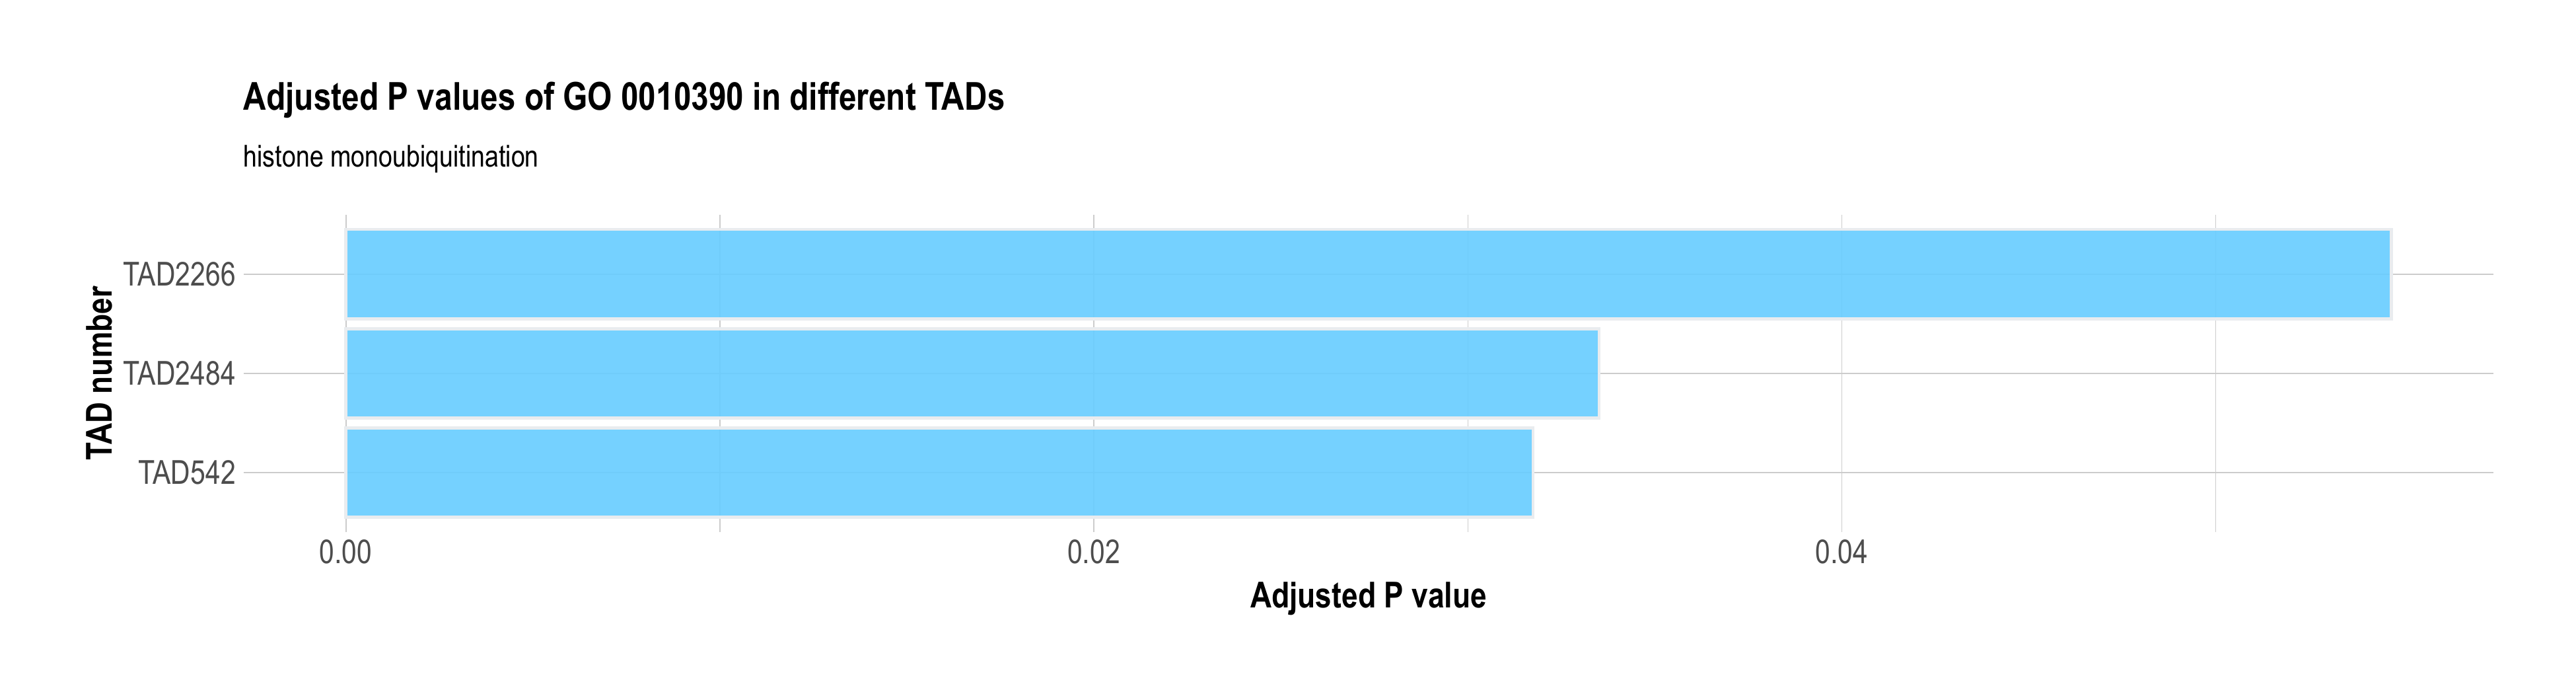 Adjusted P values of GO 0010390 in different TADs
histone monoubiquitination
TAD number
TAD2266
TAD2484
TAD542
0.00 0.02 0.04
Adjusted P value